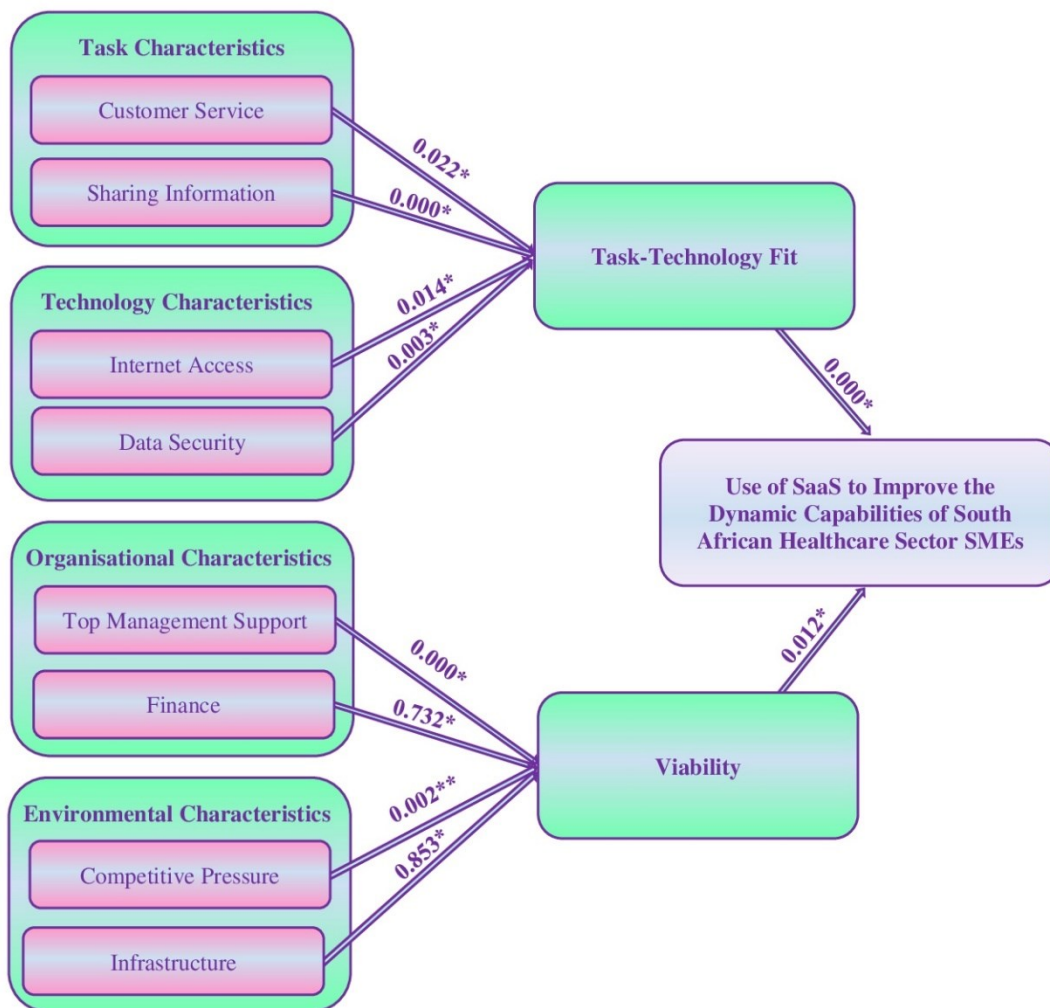 Task Characteristics
Customer Service
Sharing Information
0.022*
0.000*
Technology Characteristics
Internet Access
Data Security
0.014*
0.003*
Task-Technology Fit
0.000*
Use of SaaS to Improve the
Dynamic Capabilities of South
African Healthcare Sector SMEs
Organisational Characteristics
Top Management Support
Finance
0.000*
0.732*
Environmental Characteristics
Competitive Pressure
Infrastructure
0.002**
0.853*
Viability
0.012*